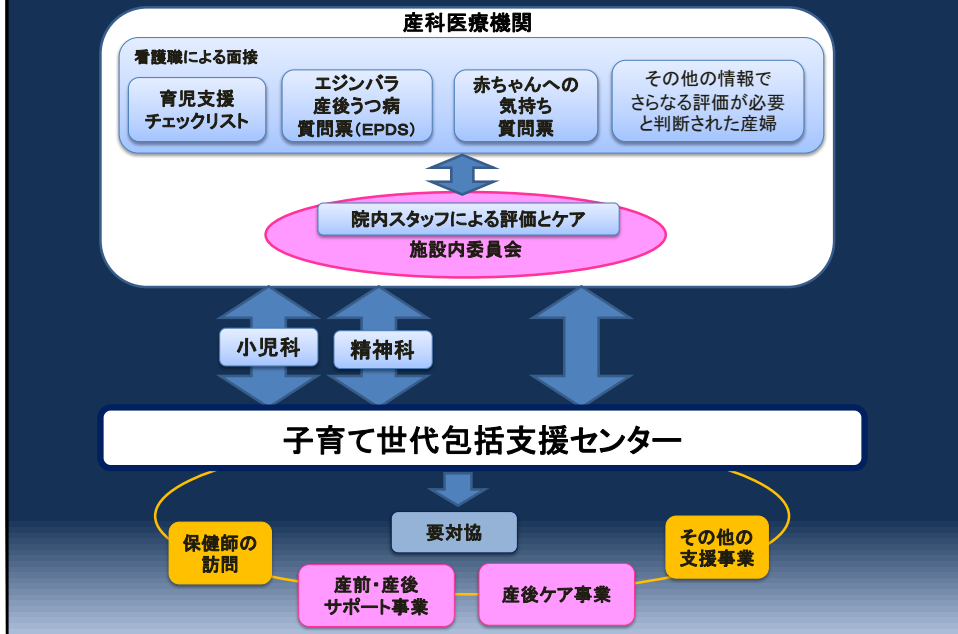 産科医療機関
看護職による面接
育児支援
チェックリスト
エジンバラ
産後うつ病
質問票(EPDS)
赤ちゃんへの
気持ち
質問票
その他の情報で
さらなる評価が必要
と判断された産婦
院内スタッフによる評価とケア
施設内委員会
小児科
精神科
子育て世代包括支援センター
要対協
保健師の
訪問
その他の
支援事業
産前・産後
サポート事業
産後ケア事業